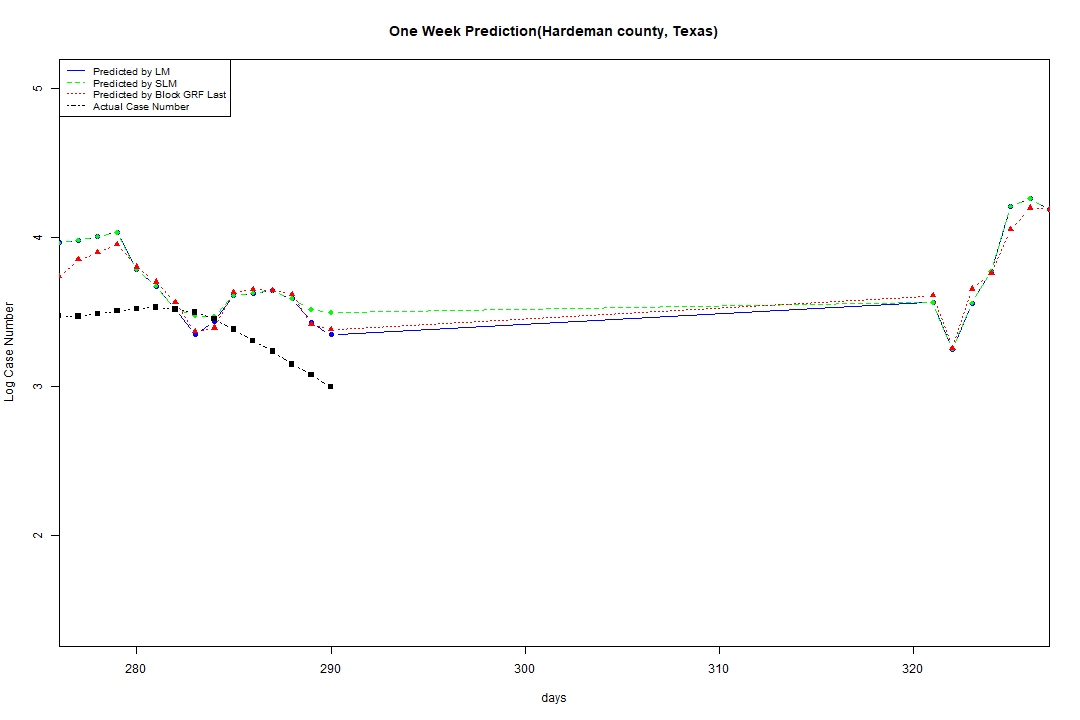 One Week Prediction(Hardeman county, Texas)
Predicted by LM
Predicted by SLM
Predicted by Block GRF Last
Actual Case Number
5
4
3
2
Log Case Number
280
290
300
310
320
days